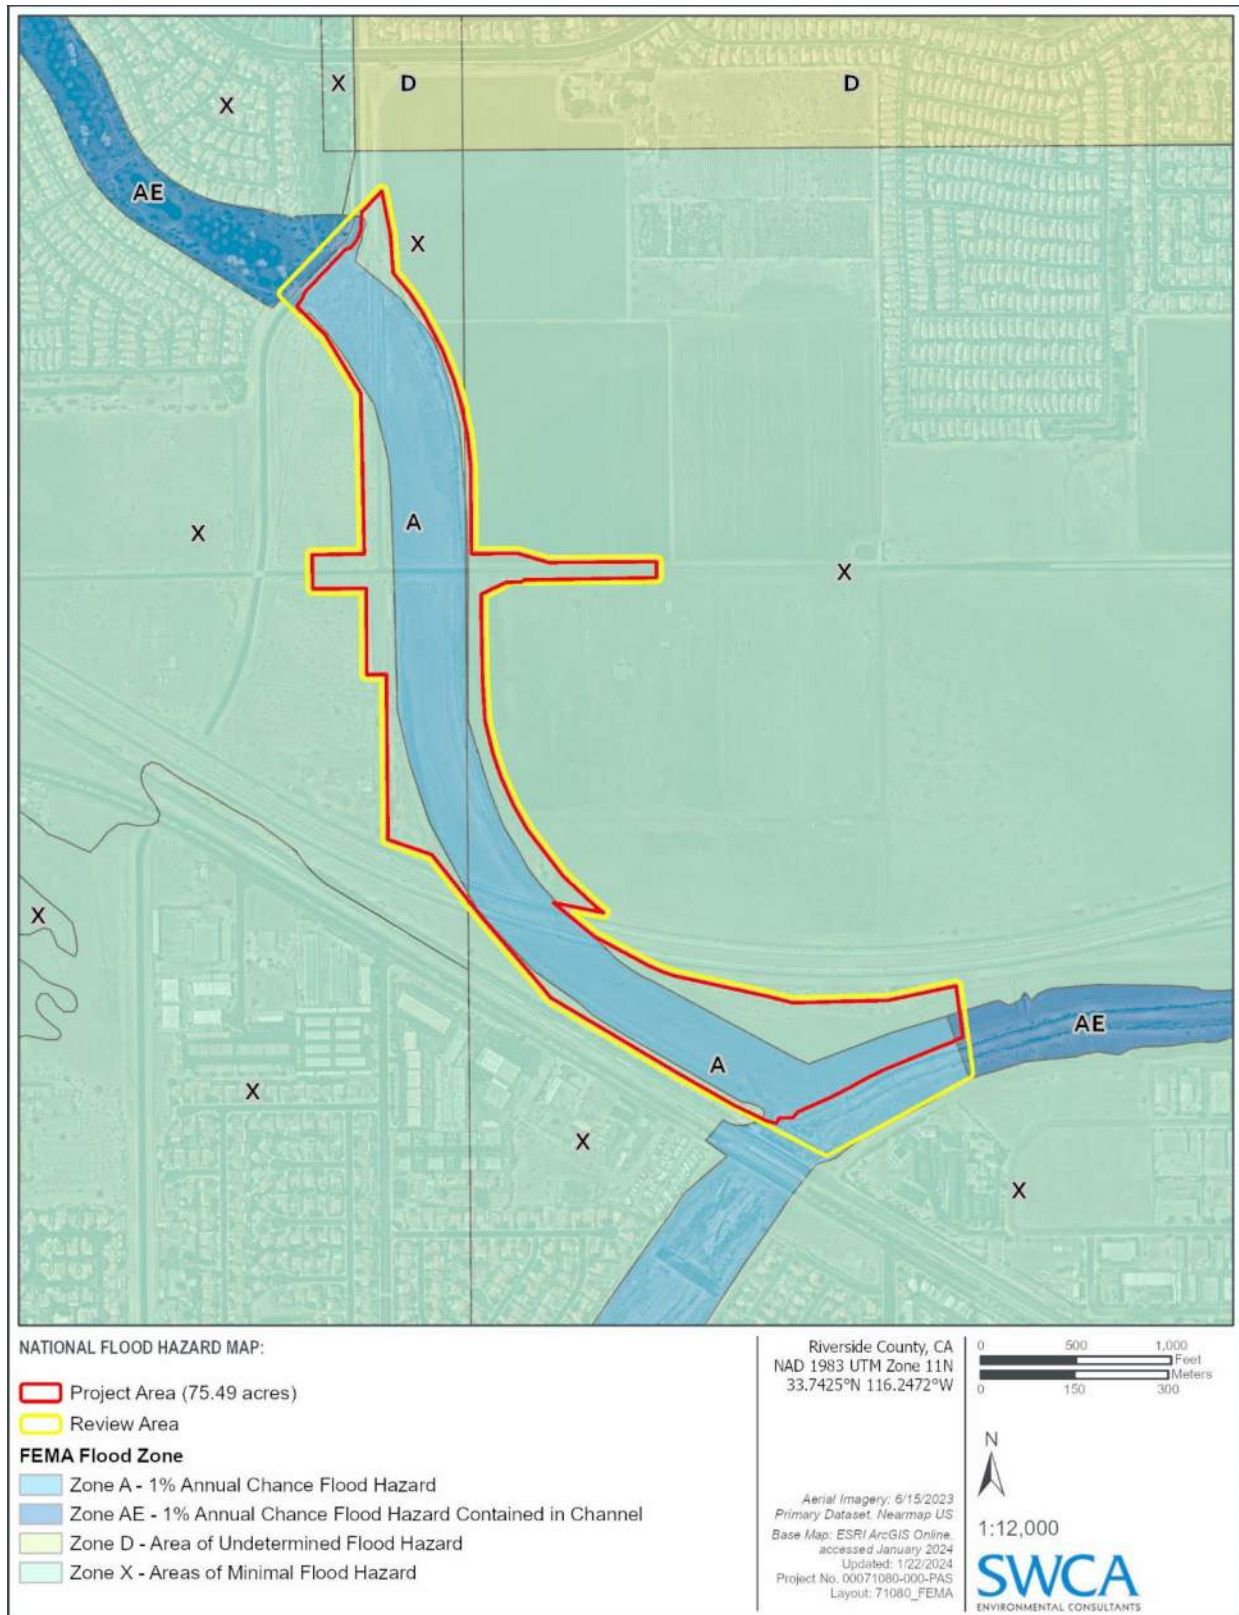 X
D
D
X
AE
X
A
X
X
X
AE
A
X
X
X
NATIONAL FLOOD HAZARD MAP:
Project Area (75.49 acres)
Review Area
FEMA Flood Zone
Zone A - 1% Annual Chance Flood Hazard
Zone AE - 1% Annual Chance Flood Hazard Contained in Channel
Zone D - Area of Undetermined Flood Hazard
Zone X - Areas of Minimal Flood Hazard
Riverside County, CA
NAD 1983 UTM Zone 11N
33.7425°N 116.2472°W
Aerial Imagery: 6/15/2023
Primary Dataset, Nearmap US
Base Map: ESRI ArcGIS Online,
accessed January 2024
Updated: 1/22/2024
Project No. 00071080-000-PAS
Layout: 71080_FEMA
0 500 1,000
Feet
Meters
0 150 300
N
1:12,000
SWCA
ENVIRONMENTAL CONSULTANTS